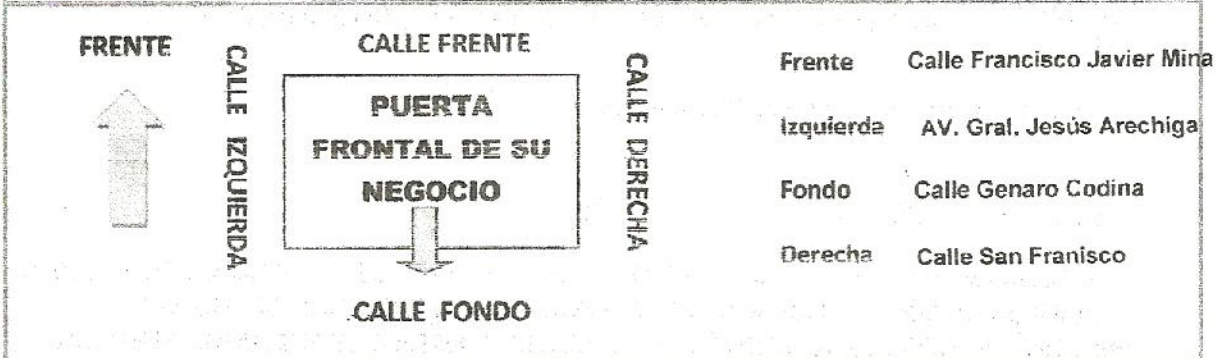 FRENTE
CALLE IZQUIERDA
CALLE FRENTE
PUERTA
FRONTAL DE SU
NEGOCIO
CALLE DERECHA
CALLE FONDO
Frente Calle Francisco Javier Mina
Izquierda AV. Gral. Jesús Arechiga
Fondo Calle Genaro Codina
Derecha Calle San Franisco